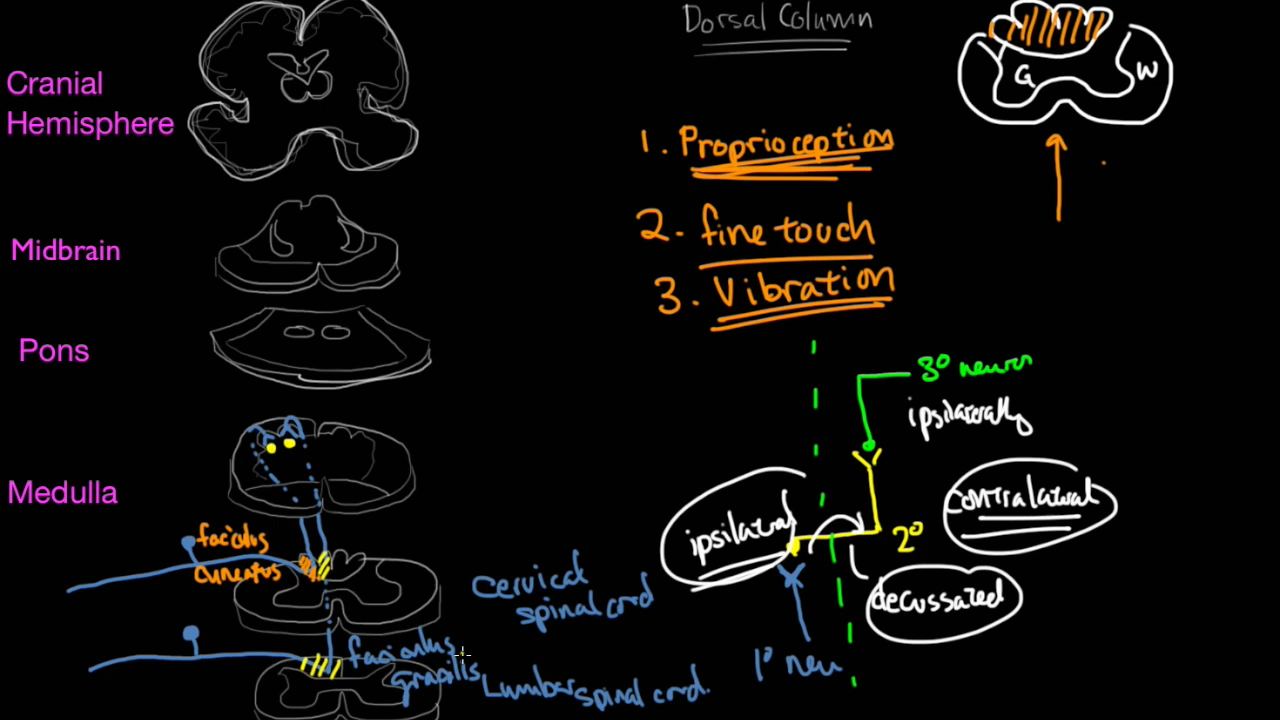 Dorsal Column
Cranial
Hemisphere
G
W
1. Proprioception
2. fine touch
3. Vibration
Midbrain
Pons
3° neuron
ipsilaterally
Medulla
ipsilateral
contralateral
2°
decussated
faciculus
cuneatus
cervical
spinal cord
1° neu
faciculus
gracilis
Lumbar
spinal cord.